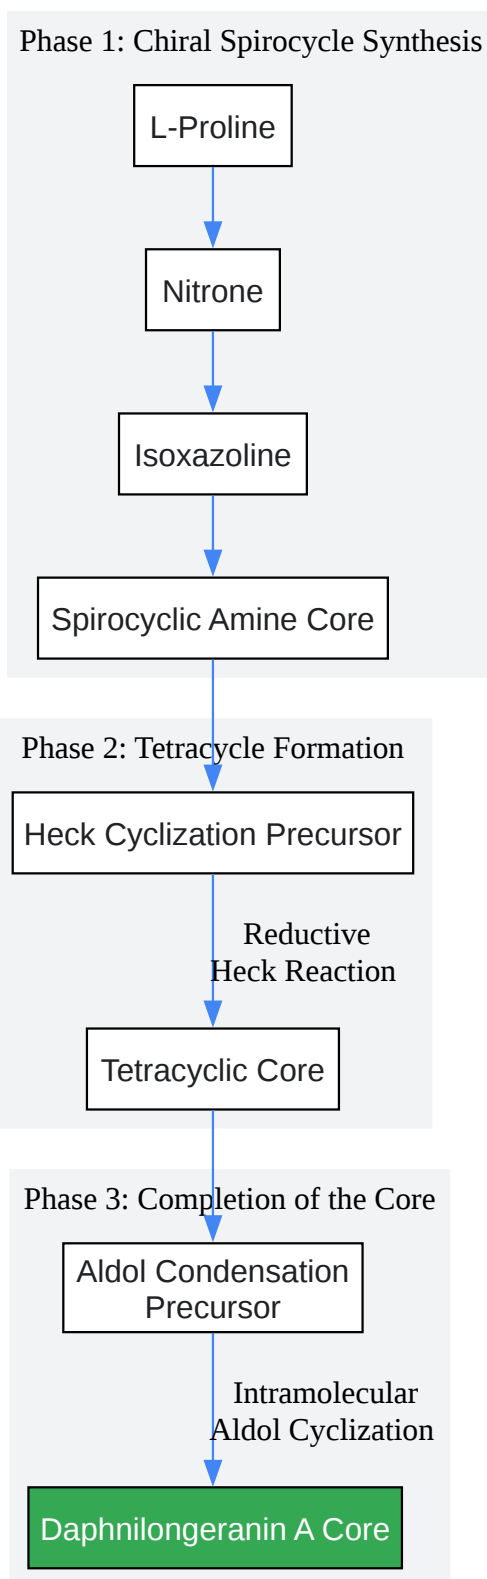 Phase 1: Chiral Spirocycle Synthesis
L-Proline
Nitrone
Isoxazoline
Spirocyclic Amine Core
Phase 2: Tetracycle Formation
Heck Cyclization Precursor
Reductive
Heck Reaction
Tetracyclic Core
Phase 3: Completion of the Core
Aldol Condensation
Precursor
Intramolecular
Aldol Cyclization
Daphnilongeranin A Core